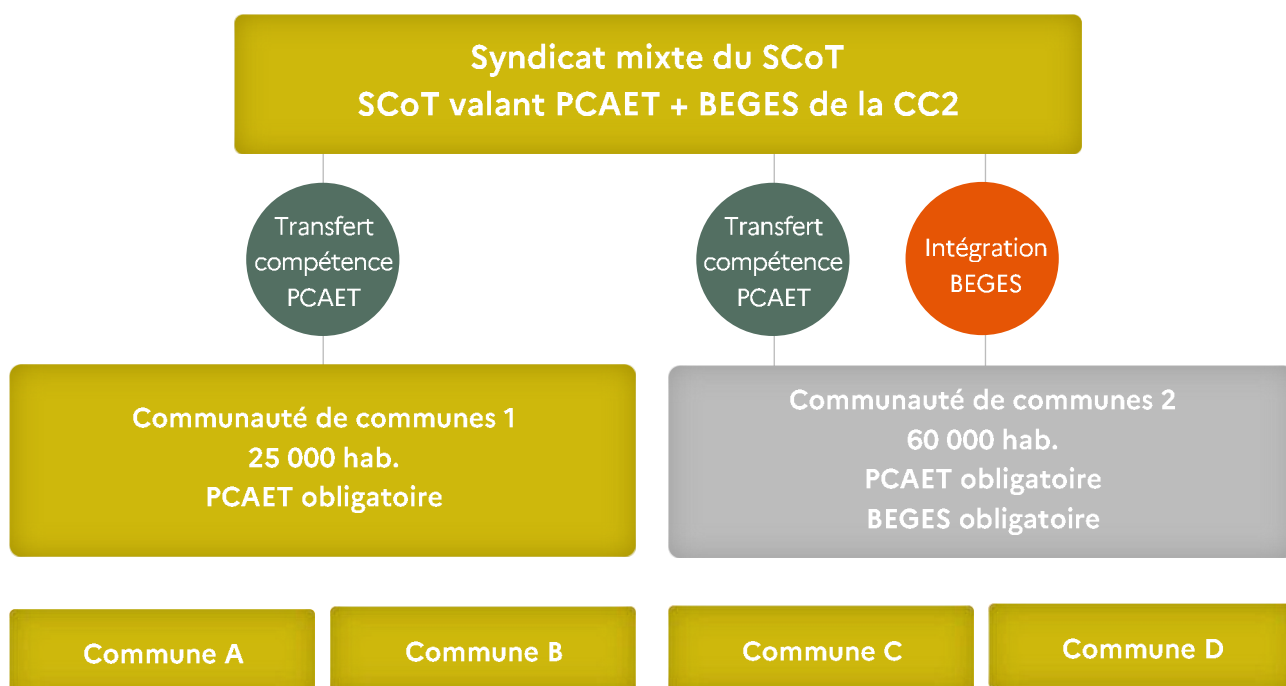 Syndicat mixte du SCoT
SCoT valant PCAET + BEGES de la CC2
Transfert
compétence
PCAET
Transfert
compétence
PCAET
Intégration
BEGES
Communauté de communes 1
25 000 hab.
PCAET obligatoire
Communauté de communes 2
60 000 hab.
PCAET obligatoire
BEGES obligatoire
Commune A
Commune B
Commune C
Commune D